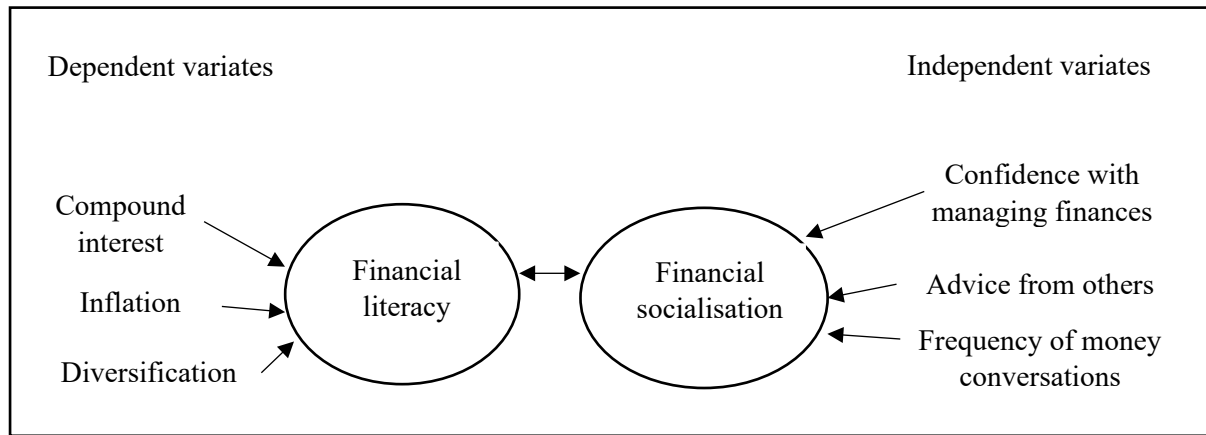 Dependent variates
Independent variates
Compound
interest
Inflation
Diversification
Financial
literacy
Financial
socialisation
Confidence with
managing finances
Advice from others
Frequency of money
conversations